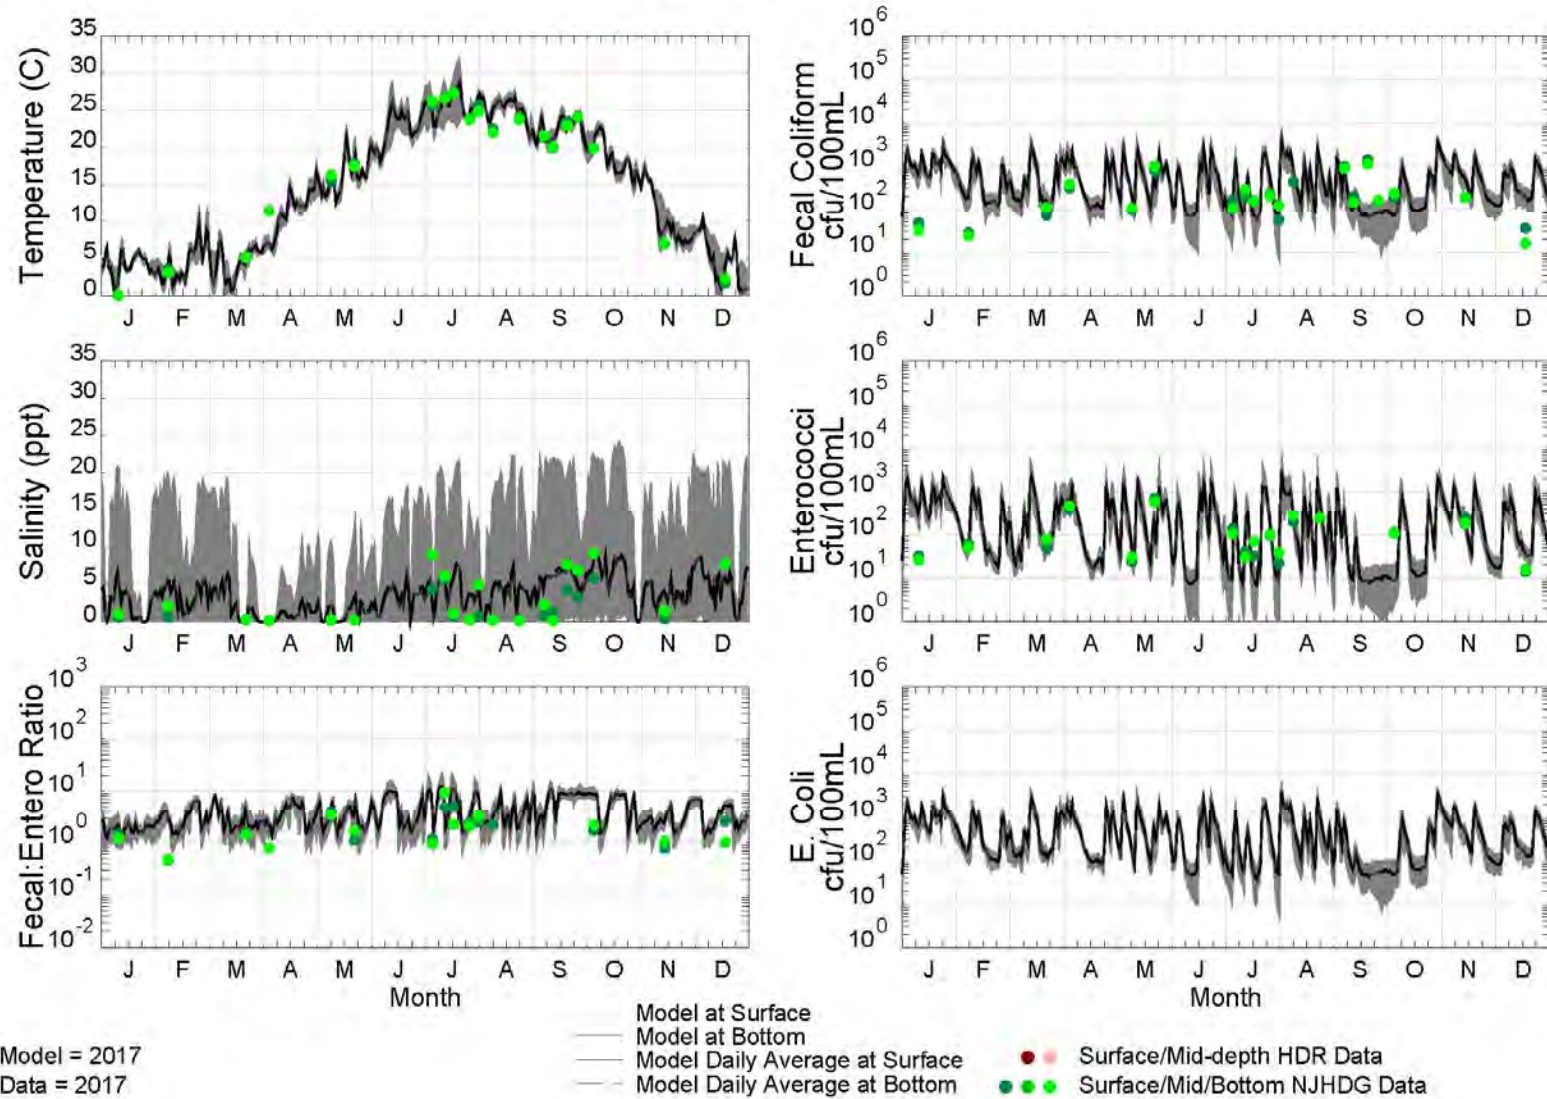 Temperature (C)
35
30
25
20
15
10
5
0
J F M A M J J A S O N D
Fecal Coliform
cfu/100mL
10^6
10^5
10^4
10^3
10^2
10^1
10^0
J F M A M J J A S O N D
Salinity (ppt)
35
30
25
20
15
10
5
0
J F M A M J J A S O N D
Enterococci
cfu/100mL
10^6
10^5
10^4
10^3
10^2
10^1
10^0
J F M A M J J A S O N D
Fecal:Entero Ratio
10^3
10^2
10^1
10^0
10^-1
10^-2
J F M A M J J A S O N D
Month
E. Coli
cfu/100mL
10^6
10^5
10^4
10^3
10^2
10^1
10^0
J F M A M J J A S O N D
Month
Model = 2017
Data = 2017
Model at Surface
Model at Bottom
Model Daily Average at Surface
Model Daily Average at Bottom
Surface/Mid-depth HDR Data
Surface/Mid/Bottom NJHDG Data